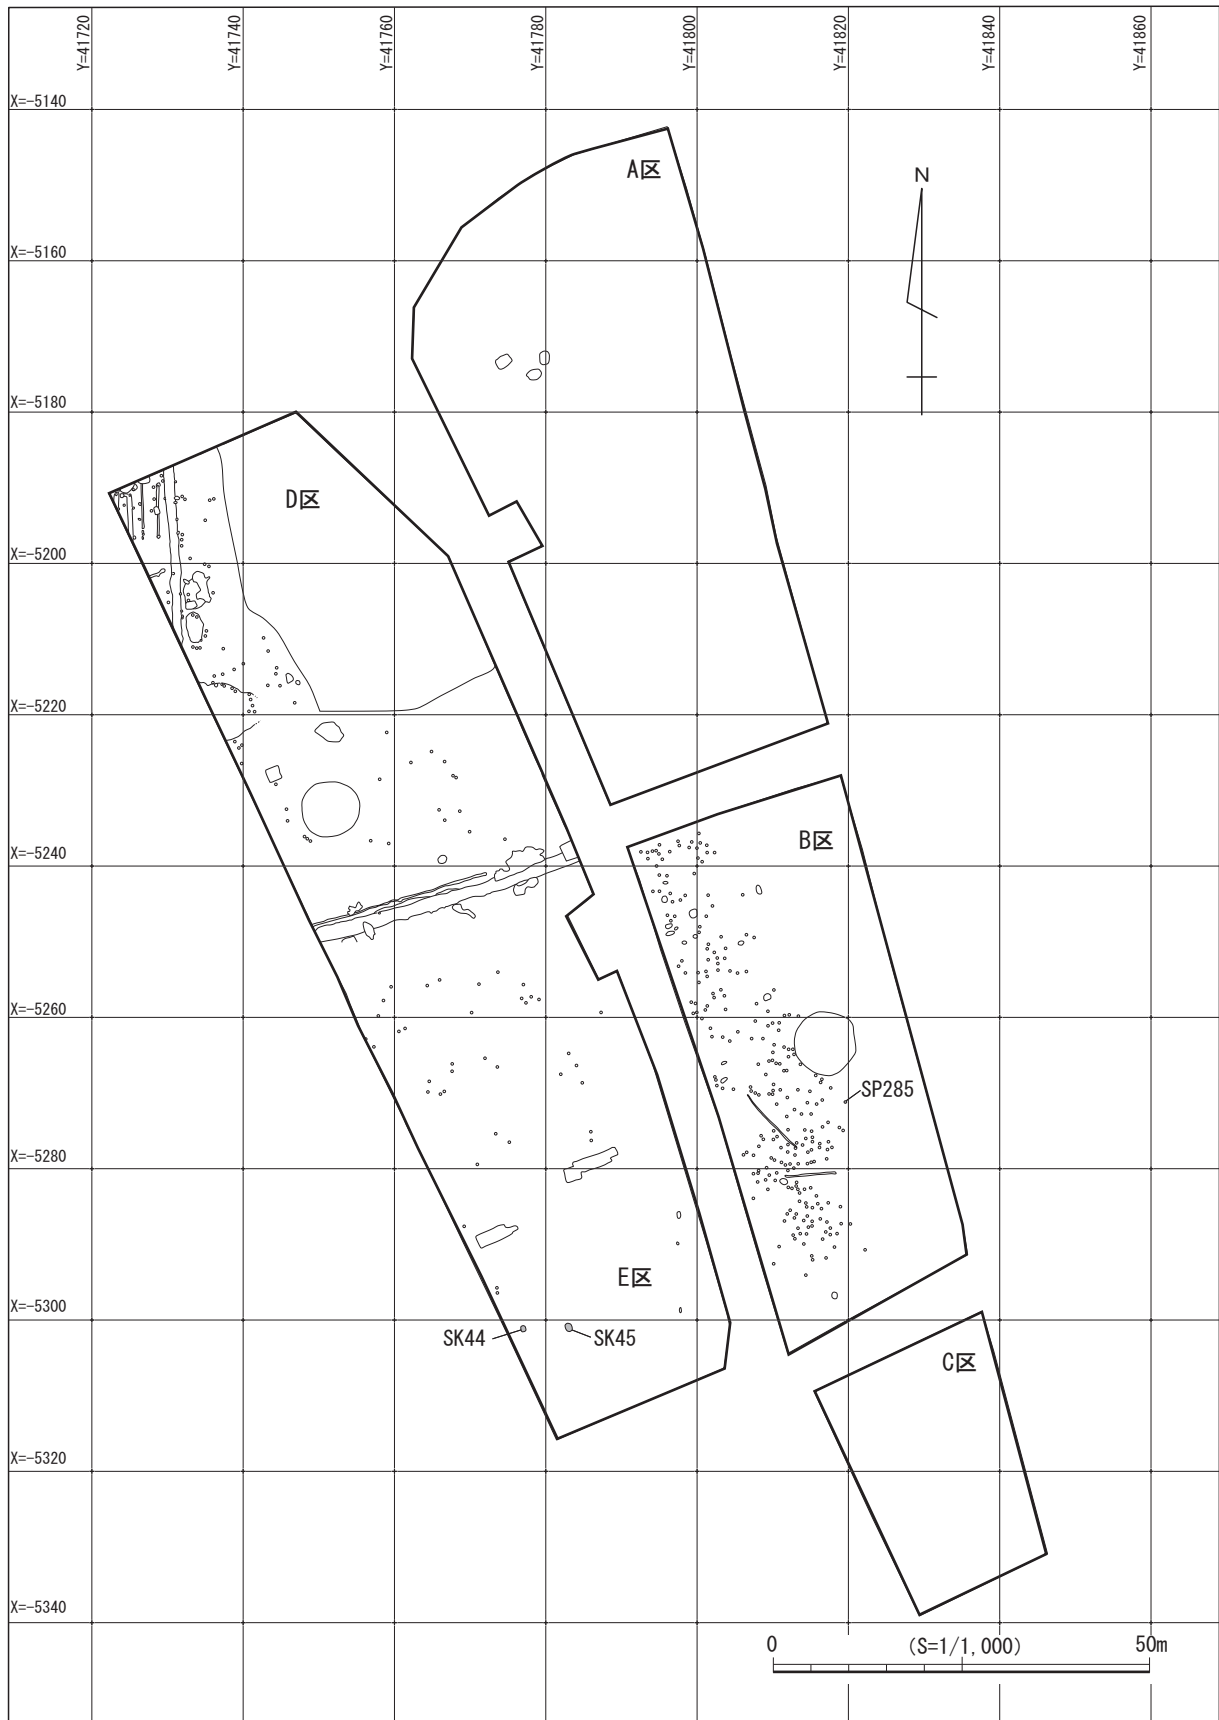 Y=41720
Y=41740
Y=41760
Y=41780
Y=41800
Y=41820
Y=41840
Y=41860
X=-5140
A区
N
X=-5160
X=-5180
D区
X=-5200
X=-5220
B区
X=-5240
X=-5260
SP285
X=-5280
E区
X=-5300
SK44
SK45
C区
X=-5320
X=-5340
0
(S=1/1,000)
50m